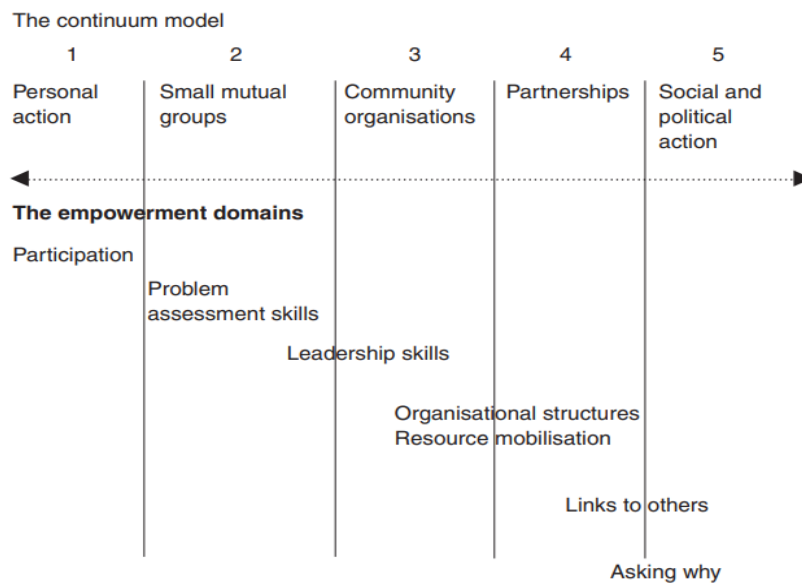 The continuum model
1 2 3 4 5
Personal action
Small mutual groups
Community organisations
Partnerships
Social and political action
The empowerment domains
Participation
Problem
assessment skills
Leadership skills
Organisational structures
Resource mobilisation
Links to others
Asking why